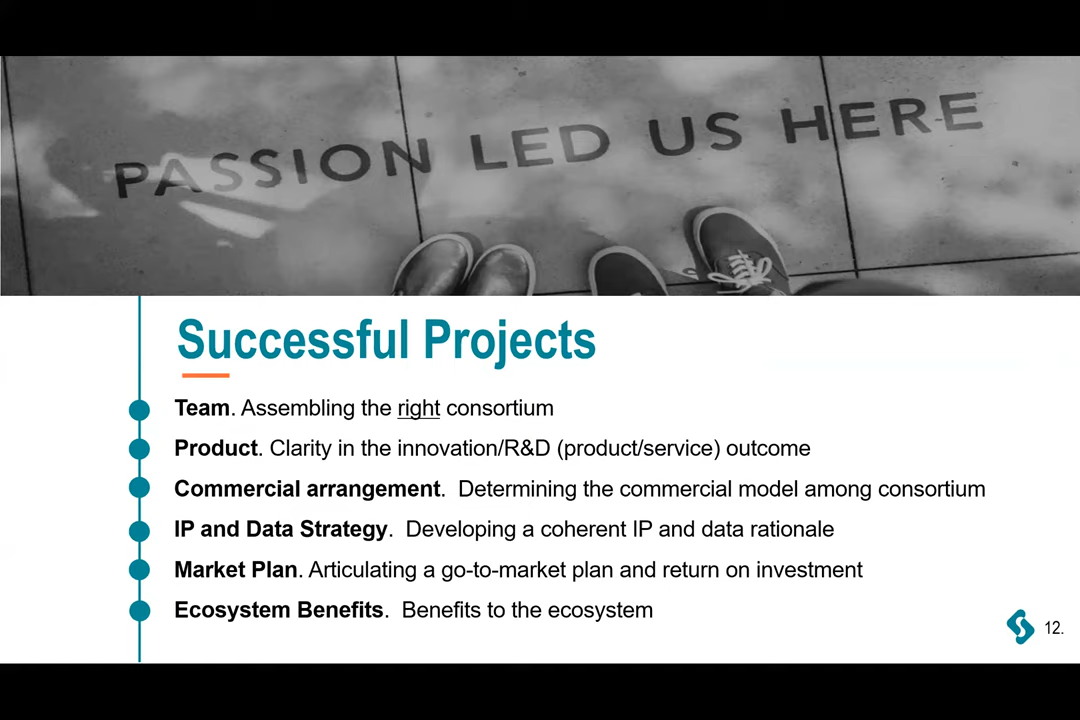 PASSION LED US HERE
Successful Projects
Team. Assembling the right consortium
Product. Clarity in the innovation/R&D (product/service) outcome
Commercial arrangement.  Determining the commercial model among consortium
IP and Data Strategy.  Developing a coherent IP and data rationale
Market Plan. Articulating a go-to-market plan and return on investment
Ecosystem Benefits.  Benefits to the ecosystem
12.